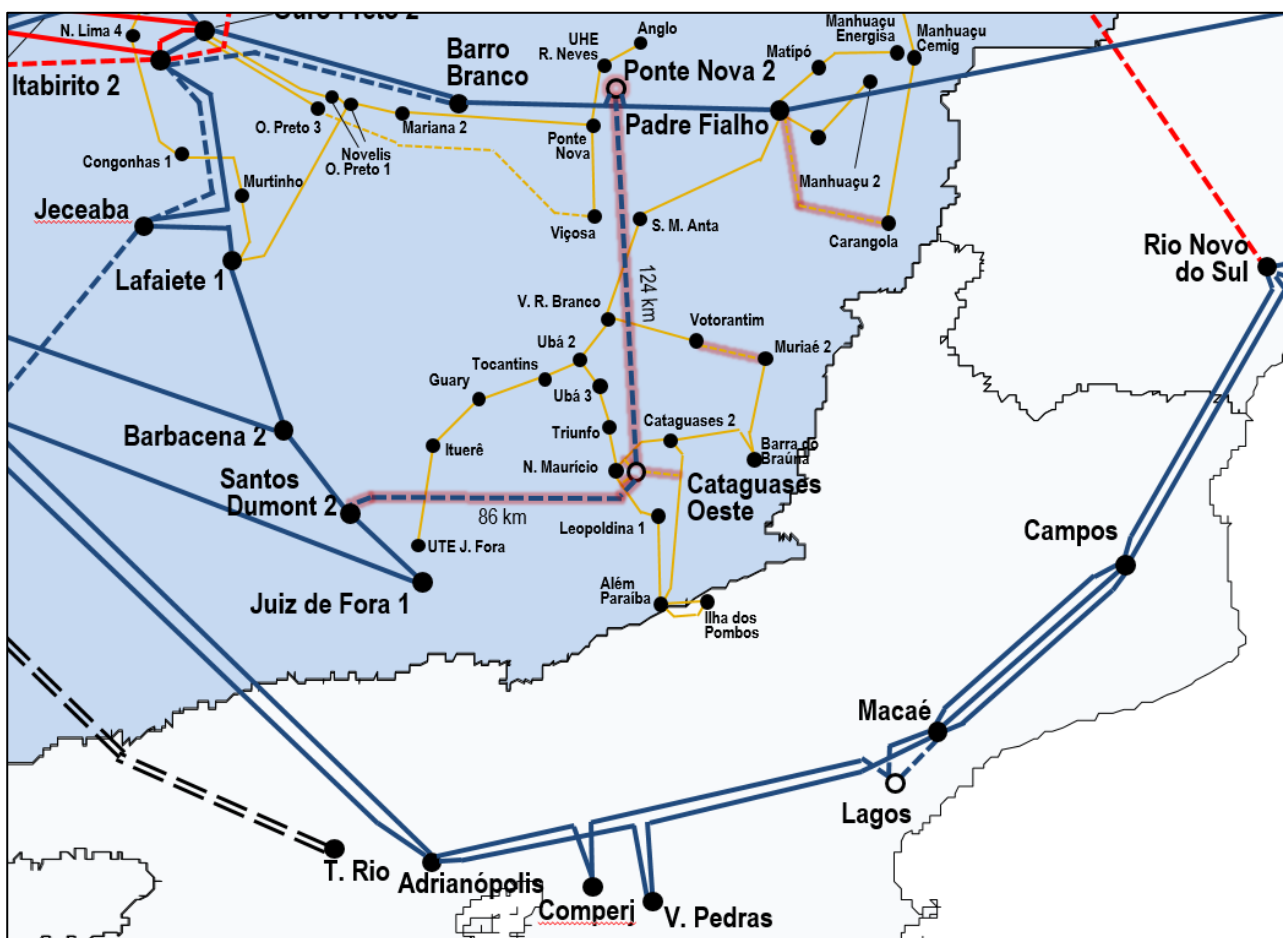 N. Lima 4
Ouro Preto 2
Itabirito 2
Barro
Branco
UHE
R. Neves
Anglo
Ponte Nova 2
Manhuaçu
Energisa
Manhuaçu
Cemig
Matipó
Padre Fialho
O. Preto 3
Novelis
O. Preto 1
Mariana 2
Ponte
Nova
Manhuaçu 2
Congonhas 1
Murtinho
Jeceaba
Viçosa
S. M. Anta
Carangola
Rio Novo
do Sul
Lafaiete 1
124 km
V. R. Branco
Votorantim
Muriaé 2
Ubá 2
Tocantins
Guary
Ubá 3
Barbacena 2
Ituerê
Triunfo
Cataguases 2
Barra do
Braúna
N. Maurício
Santos
Dumont 2
Cataguases
Oeste
86 km
Leopoldina 1
UTE J. Fora
Campos
Juiz de Fora 1
Além
Paraíba
Ilha dos
Pombos
Macaé
Lagos
T. Rio
Adrianópolis
Comperj
V. Pedras